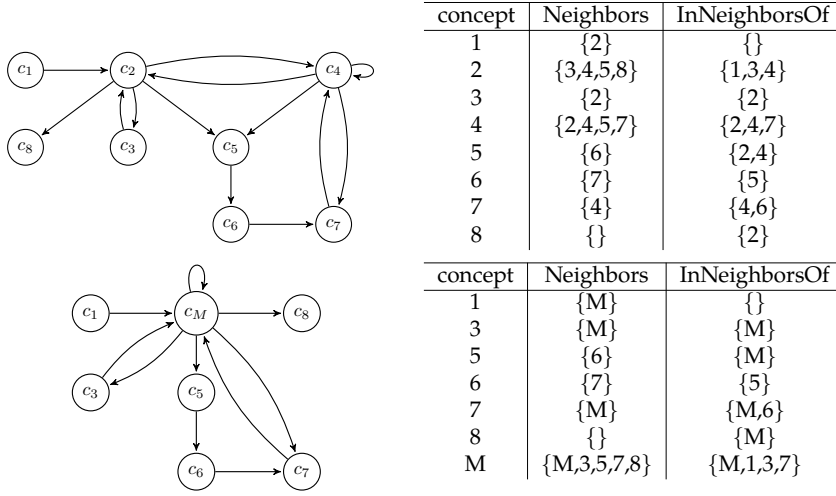 c₁ c₂ c₄
c₈ c₃ c₅
c₆ c₇
concept Neighbors InNeighborsOf
1 {2} {}
2 {3,4,5,8} {1,3,4}
3 {2} {2}
4 {2,4,5,7} {2,4,7}
5 {6} {2,4}
6 {7} {5}
7 {4} {4,6}
8 {} {2}
c₁ c_M c₈
c₃ c₅
c₆ c₇
concept Neighbors InNeighborsOf
1 {M} {}
3 {M} {M}
5 {6} {M}
6 {7} {5}
7 {M} {M,6}
8 {} {M}
M {M,3,5,7,8} {M,1,3,7}